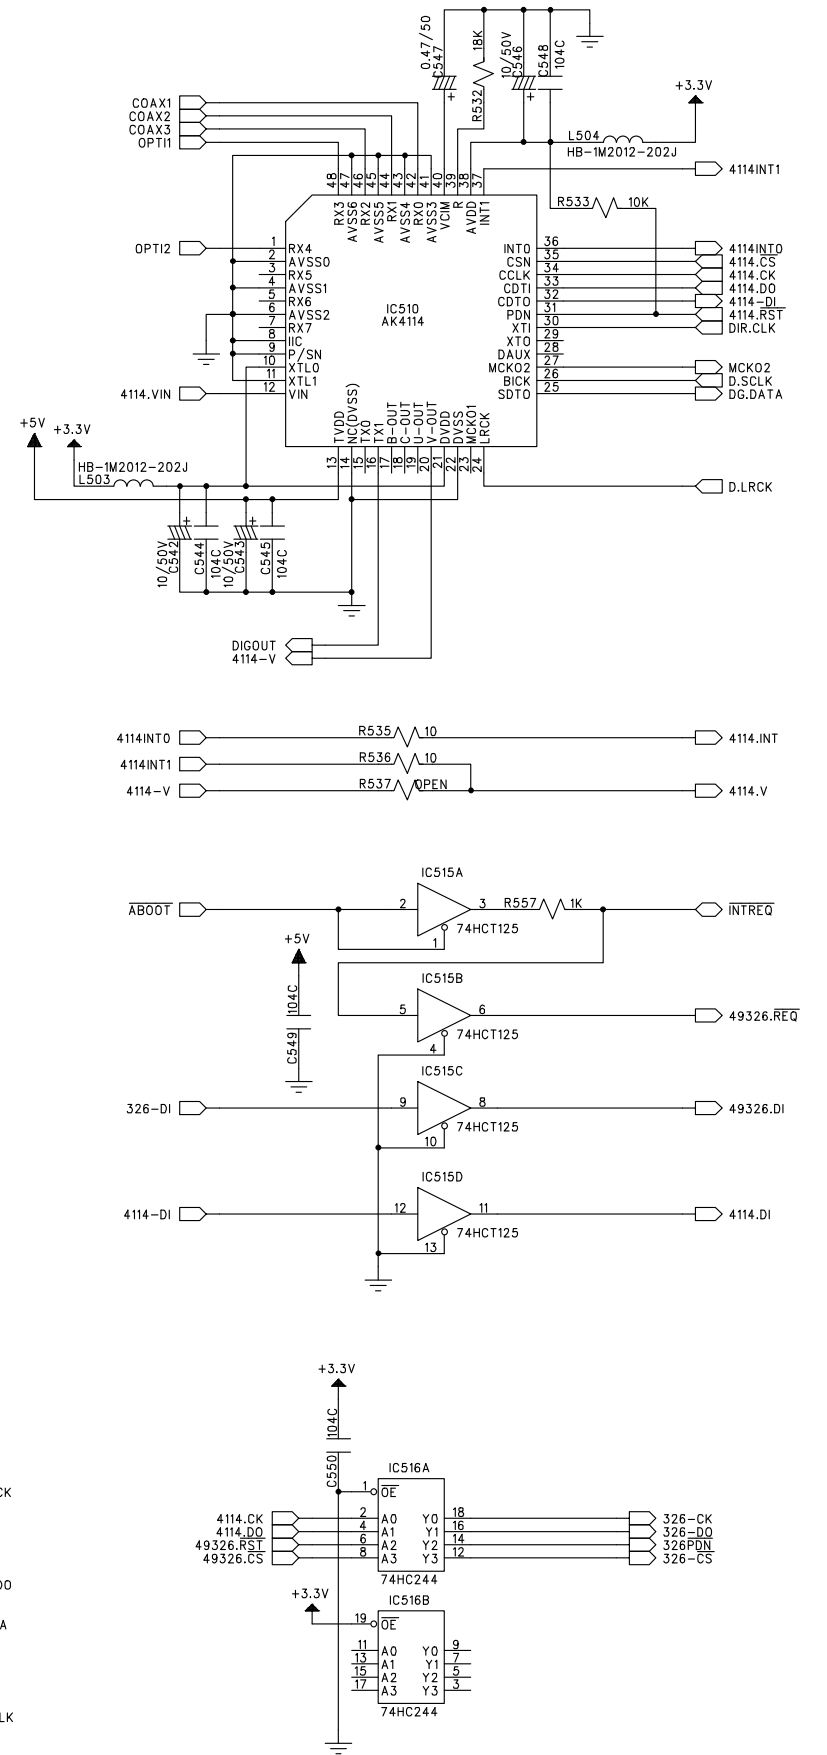 0.47/50
C547
18K
R532
10/50V
C546
C548
104C
+3.3V
COAX1
COAX2
COAX3
OPTI1
L504
HB-1M2012-202J
4114INT1
48 47 46 45 44 43 42 41 40 39 38 37
RX3 AVSS6 RX2 AVSS5 RX1 AVSS4 RX0 AVSS3 VCIM R AVDD INT1
R533 10K
OPTI2
1 RX4
2 AVSS0
3 RX5
4 AVSS1
5 RX6
6 AVSS2
7 RX7
8 IIC
9 P/SN
10 XTL0
11 XTL1
12 VIN
4114.VIN
IC510
AK4114
INT0 36 4114INT0
CSN 35 4114.CS
CCLK 34 4114.CK
CDTI 33 4114.DO
CDTO 32 4114-DI
PDN 31 4114.RST
XTI 30 DIR.CLK
XTO 29
DAUX 28
MCKO2 27 MCKO2
BICK 26 D.SCLK
SDTO 25 DG.DATA
TVDD NC(DVSS) TX0 TX1 B-OUT C-OUT U-OUT V-OUT DVDD DVSS MCKO1 LRCK
13 14 15 16 17 18 19 20 21 22 23 24
+5V
+3.3V
HB-1M2012-202J
L503
D.LRCK
+
10/50V
C542
C544
104C
+
10/50V
C543
C545
104C
DIGOUT
4114-V
4114INT0 R535 10 4114.INT
4114INT1 R536 10
4114-V R537 OPEN 4114.V
IC515A
ABOOT 2 3 R557 1K INTREQ
1 74HCT125
+5V
104C
C549
IC515B
5 6 49326.REQ
4 74HCT125
IC515C
326-DI 9 8 49326.DI
10 74HCT125
IC515D
4114-DI 12 11 4114.DI
13 74HCT125
+3.3V
104C
C550
IC516A
CK
1 OE
4114.CK 2 A0 Y0 18 326-CK
4114.DO 4 A1 Y1 16 326-DO
49326.RST 6 A2 Y2 14 326PDN
49326.CS 8 A3 Y3 12 326-CS
74HC244
DO
+3.3V
IC516B
19 OE
A
11 A0 Y0 9
13 A1 Y1 7
15 A2 Y2 5
17 A3 Y3 3
74HC244
LK